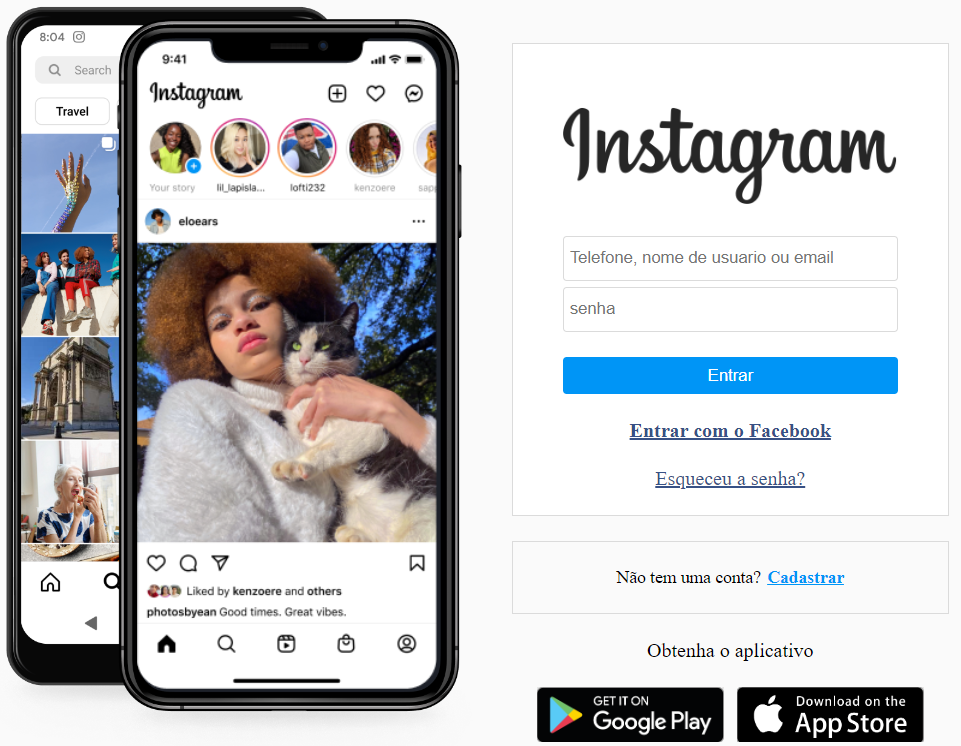 8:04
Search
Travel
9:41
Instagram
Your story
lil_lapisla...
lofti232
kenzoere
sapp
eloears
Liked by kenzoere and others
photosbyean Good times. Great vibes.
Instagram
Telefone, nome de usuario ou email
senha
Entrar
Entrar com o Facebook
Esqueceu a senha?
Não tem uma conta? Cadastrar
Obtenha o aplicativo
GET IT ON
Google Play
Download on the
App Store